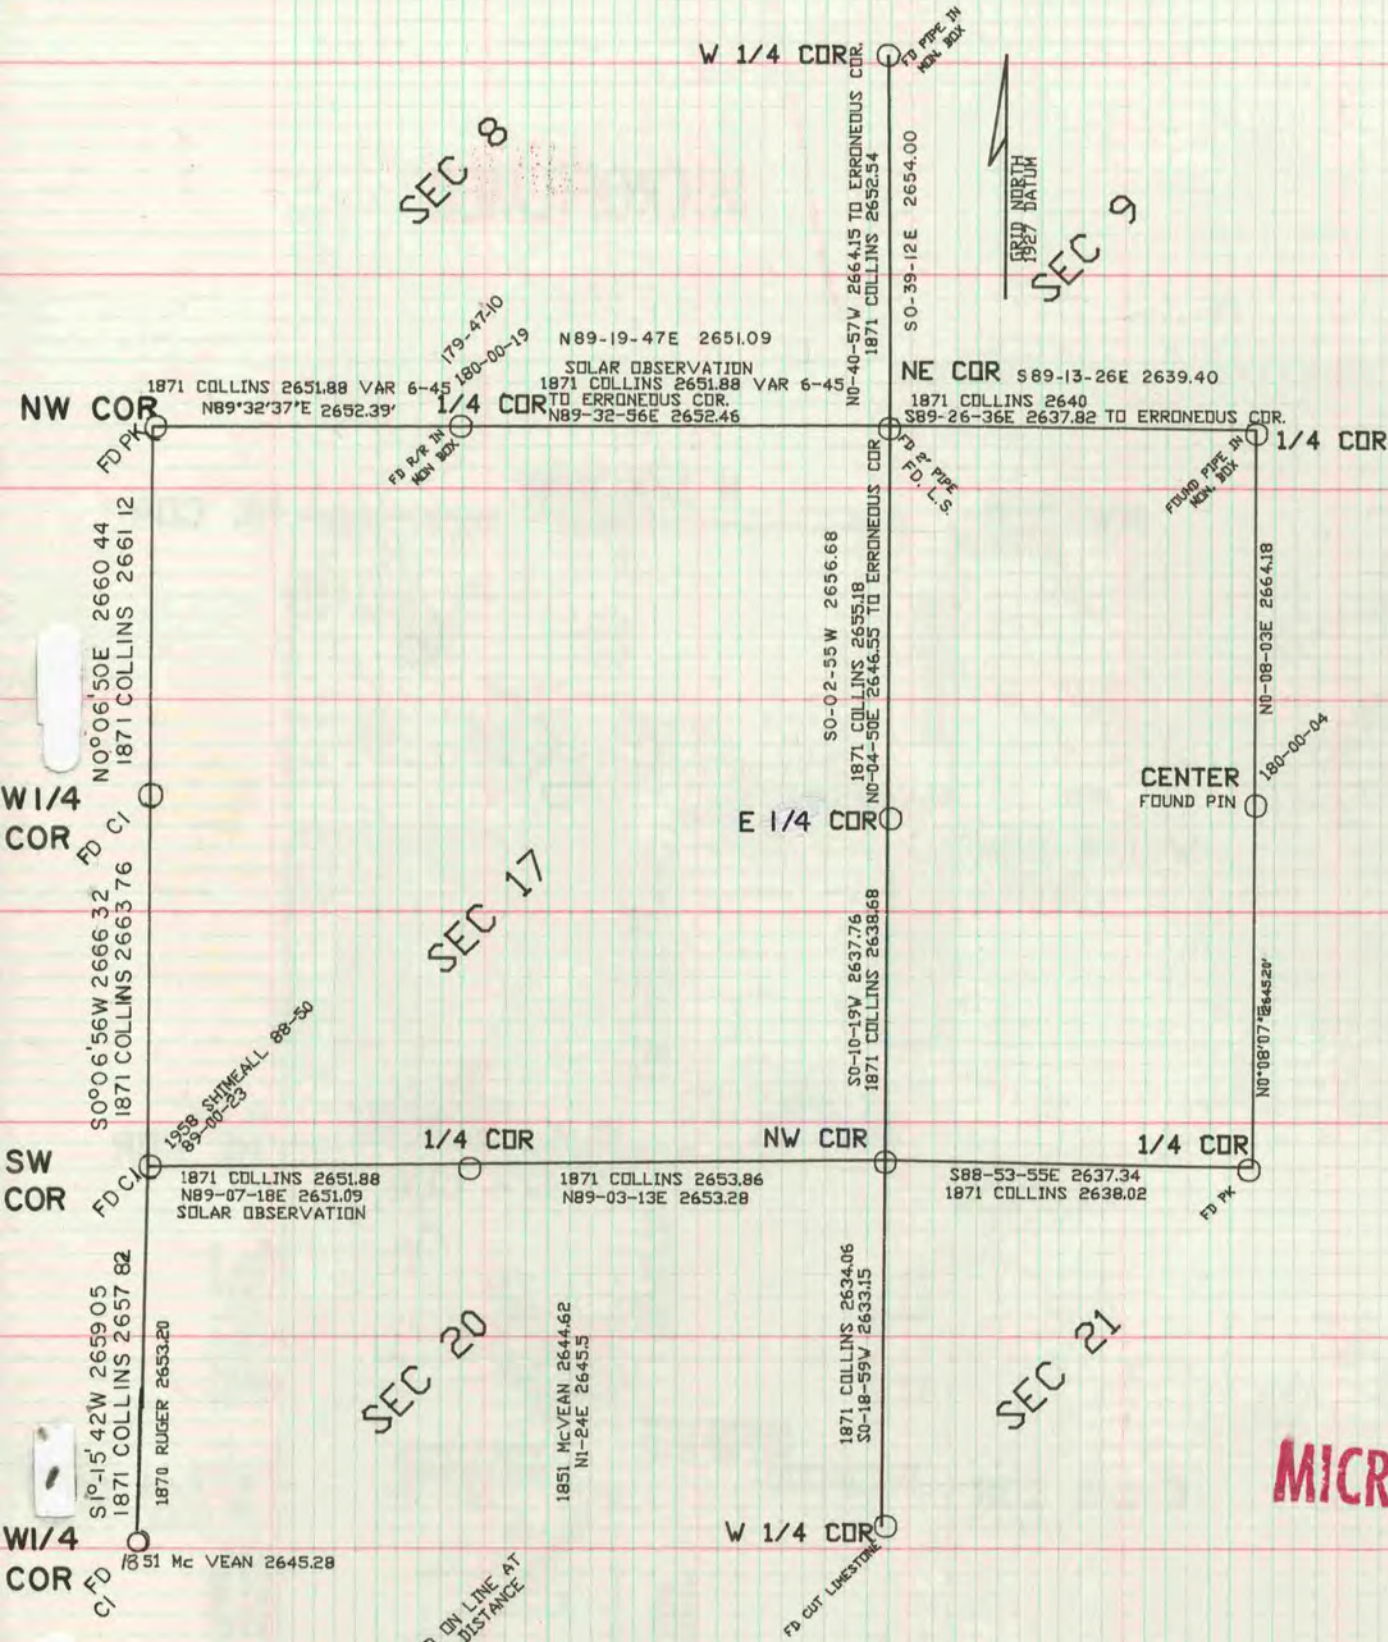 W 1/4 COR
FD PIPE IN
MON. BOX
SEC 8
N0-40-57W 2664.15 TO ERRONEOUS COR.
1871 COLLINS 2652.54
S0-39-12E 2654.00
GRID NORTH
1927 DATUM
SEC 9
179-47-10
180-00-19
N89-19-47E 2651.09
SOLAR OBSERVATION
1871 COLLINS 2651.88 VAR 6-45
TO ERRONEOUS COR.
N89-32-56E 2652.46
1871 COLLINS 2651.88 VAR 6-45
N89°32'37"E 2652.39'
NW COR
FD PK
1/4 COR
FD R/R IN
MON BOX
NE COR
S89-13-26E 2639.40
1871 COLLINS 2640
S89-26-36E 2637.82 TO ERRONEOUS COR.
FD 2" PIPE
FD. L.S.
1/4 COR
FOUND PIPE IN
MON. BOX
N0°06'50E 2660 44
1871 COLLINS 2661 12
S0-02-55W 2656.68
1871 COLLINS 2655.18
N0-04-50E 2646.55 TO ERRONEOUS COR
N0-08-03E 2664.18
W1/4
COR
FD C/
E 1/4 COR
CENTER
FOUND PIN
180-00-04
SEC 17
S0°06'56W 2666 32
1871 COLLINS 2663 76
S0-10-19W 2637.76
1871 COLLINS 2638.68
N0°08'07"E 2645.20'
1958 SHIMEALL 88-50
89-00-23
SW
COR
FD C.I
1/4 COR
NW COR
1/4 COR
FD PK
1871 COLLINS 2651.88
N89-07-18E 2651.09
SOLAR OBSERVATION
1871 COLLINS 2653.86
N89-03-13E 2653.28
S88-53-55E 2637.34
1871 COLLINS 2638.02
S1°-15'42W 2659 05
1871 COLLINS 2657 82
1870 RUGER 2653.20
SEC 20
1851 McVEAN 2644.62
N1-24E 2645.5
1871 COLLINS 2634.06
S0-18-59W 2633.15
SEC 21
MICR
W1/4
COR
FD
C/
1851 Mc VEAN 2645.28
W 1/4 COR
FD CUT LIMESTONE
ON LINE AT
DISTANCE